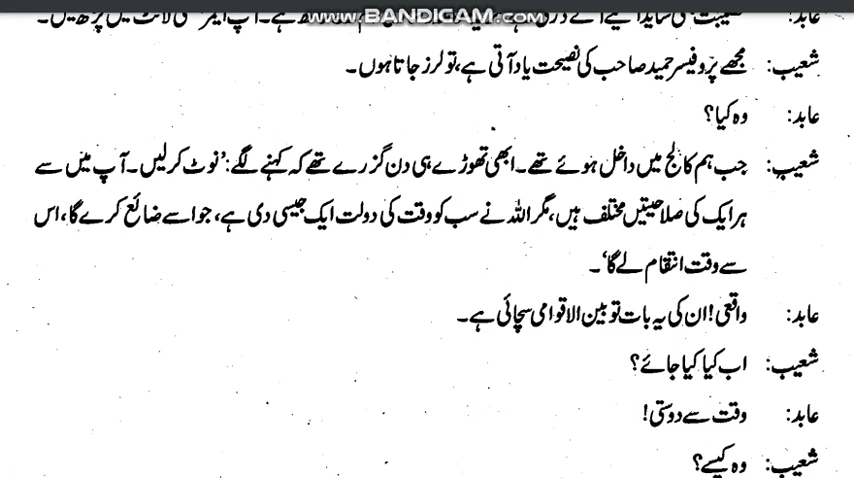 www.BANDICAM.com
عابد:
شعیب: مجھے پروفیسر حمید صاحب کی نصیحت یاد آتی ہے، تو لرز جاتا ہوں۔
عابد: وہ کیا؟
شعیب: جب ہم کالج میں داخل ہوئے تھے۔ ابھی تھوڑے ہی دن گزرے تھے کہ کہنے لگے: ’نوٹ کر لیں۔ آپ میں سے
ہر ایک کی صلاحیتیں مختلف ہیں، مگر اللہ نے سب کو وقت کی دولت ایک جیسی دی ہے، جو اسے ضائع کرے گا، اس
سے وقت انتقام لے گا‘۔
عابد: واقعی! ان کی یہ بات تو بین الاقوامی سچائی ہے۔
شعیب: اب کیا کیا جائے؟
عابد: وقت سے دوستی!
شعیب: وہ کیسے؟